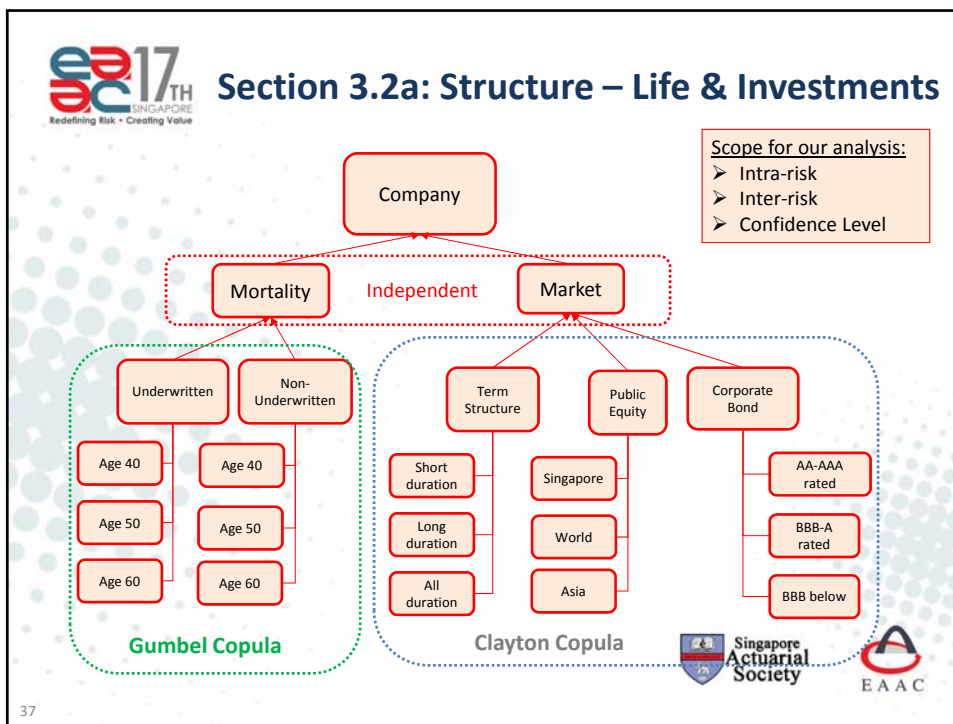 eaac 17TH
SINGAPORE
Redefining Risk • Creating Value
Section 3.2a: Structure – Life & Investments
Scope for our analysis:
➢ Intra-risk
➢ Inter-risk
➢ Confidence Level
Company
Mortality
Independent
Market
Underwritten
Non-
Underwritten
Term
Structure
Public
Equity
Corporate
Bond
Age 40
Age 50
Age 60
Age 40
Age 50
Age 60
Short
duration
Long
duration
All
duration
Singapore
World
Asia
AA-AAA
rated
BBB-A
rated
BBB below
Gumbel Copula
Clayton Copula
Singapore
Actuarial
Society
EAAC
37